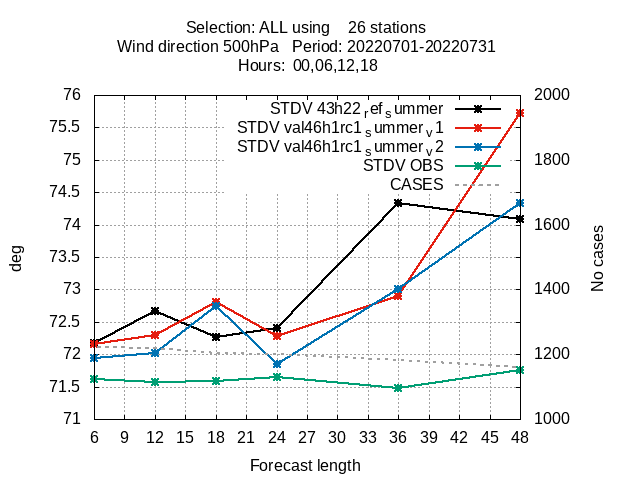 Selection: ALL using 26 stations
Wind direction 500hPa Period: 20220701-20220731
Hours: 00,06,12,18
76 2000
STDV 43h22ref_summer
75.5 STDV val46h1rc1summerv1
STDV val46h1rc1summerv2
75 STDV OBS 1800
74.5 CASES
74 1600
73.5
deg No cases
73 1400
72.5
72 1200
71.5
71 1000
6 9 12 15 18 21 24 27 30 33 36 39 42 45 48
Forecast length